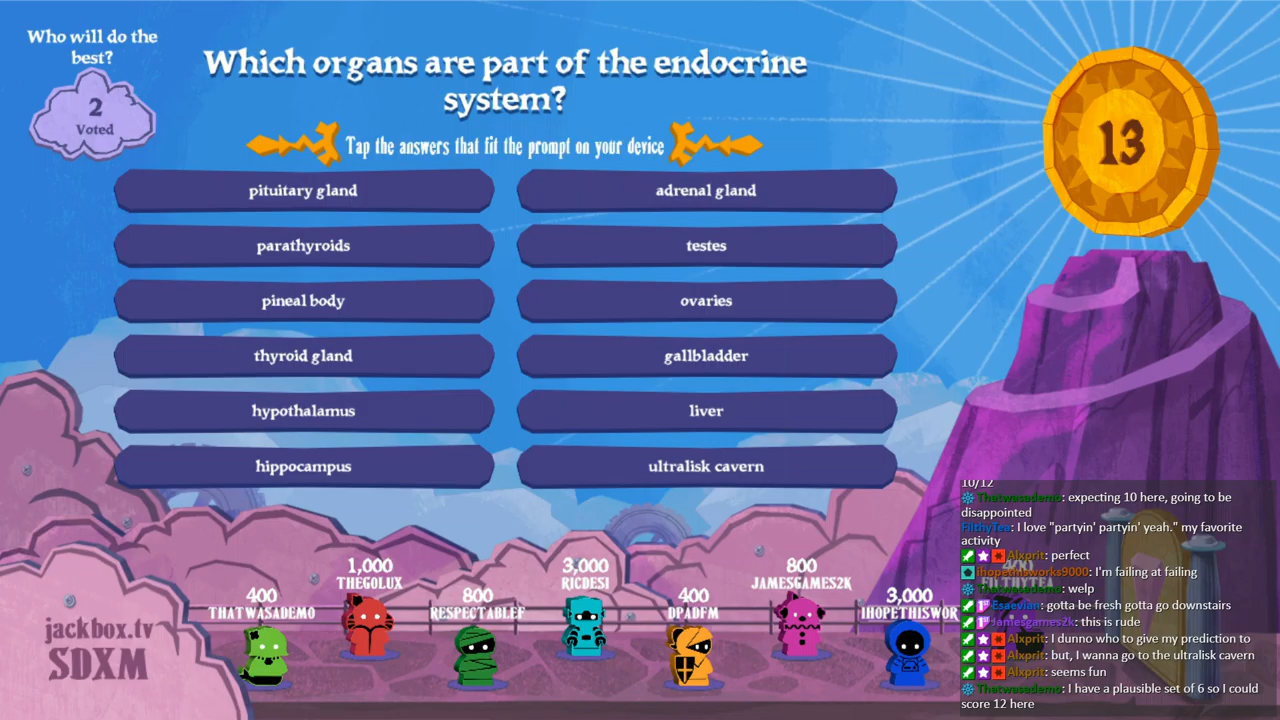 Who will do the
best?
2
Voted
Which organs are part of the endocrine
system?
Tap the answers that fit the prompt on your device
13
pituitary gland
adrenal gland
parathyroids
testes
pineal body
ovaries
thyroid gland
gallbladder
hypothalamus
liver
hippocampus
ultralisk cavern
400
THATWASADEMO
1,000
THEGOLUX
800
RESPECTABLEF
3,000
RICDESI
400
DPADFM
800
JAMESGAMES2K
3,000
IHOPETHISWOR
400
FILTHYTEA
jackbox.tv
SDXM
10/12
Thatwasademo: expecting 10 here, going to be
disappointed
FilthyTea: I love "partyin' partyin' yeah." my favorite
activity
Alxprit: perfect
ihopethisworks9000: I'm failing at failing
Thatwasademo: welp
Esaevian: gotta be fresh gotta go downstairs
Jamesgames2k: this is rude
Alxprit: I dunno who to give my prediction to
Alxprit: but, I wanna go to the ultralisk cavern
Alxprit: seems fun
Thatwasademo: I have a plausible set of 6 so I could
score 12 here